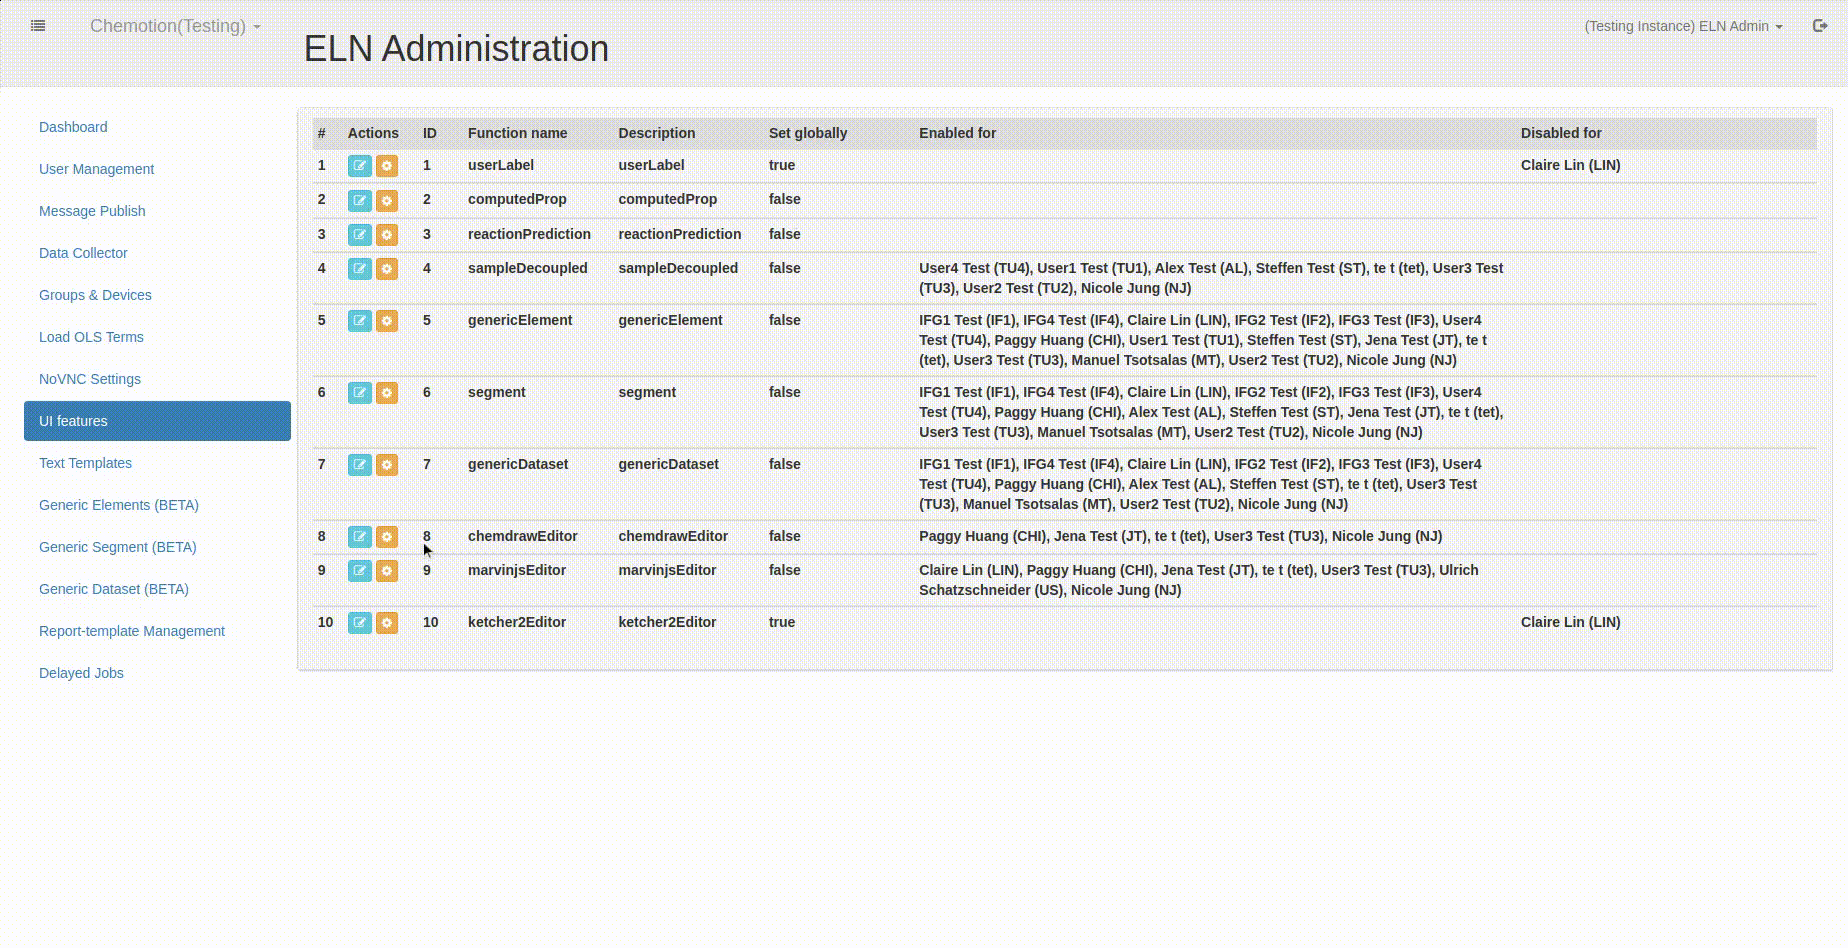 Chemotion(Testing)
(Testing Instance) ELN Admin
ELN Administration
Dashboard
User Management
Message Publish
Data Collector
Groups & Devices
Load OLS Terms
NoVNC Settings
UI features
Text Templates
Generic Elements (BETA)
Generic Segment (BETA)
Generic Dataset (BETA)
Report-template Management
Delayed Jobs
# Actions ID Function name Description Set globally Enabled for Disabled for
1 1 userLabel userLabel true Claire Lin (LIN)
2 2 computedProp computedProp false
3 3 reactionPrediction reactionPrediction false
4 4 sampleDecoupled sampleDecoupled false User4 Test (TU4), User1 Test (TU1), Alex Test (AL), Steffen Test (ST), te t (tet), User3 Test
(TU3), User2 Test (TU2), Nicole Jung (NJ)
5 5 genericElement genericElement false IFG1 Test (IF1), IFG4 Test (IF4), Claire Lin (LIN), IFG2 Test (IF2), IFG3 Test (IF3), User4
Test (TU4), Paggy Huang (CHI), User1 Test (TU1), Steffen Test (ST), Jena Test (JT), te t
(tet), User3 Test (TU3), Manuel Tsotsalas (MT), User2 Test (TU2), Nicole Jung (NJ)
6 6 segment segment false IFG1 Test (IF1), IFG4 Test (IF4), Claire Lin (LIN), IFG2 Test (IF2), IFG3 Test (IF3), User4
Test (TU4), Paggy Huang (CHI), Alex Test (AL), Steffen Test (ST), Jena Test (JT), te t (tet),
User3 Test (TU3), Manuel Tsotsalas (MT), User2 Test (TU2), Nicole Jung (NJ)
7 7 genericDataset genericDataset false IFG1 Test (IF1), IFG4 Test (IF4), Claire Lin (LIN), IFG2 Test (IF2), IFG3 Test (IF3), User4
Test (TU4), Paggy Huang (CHI), Alex Test (AL), Steffen Test (ST), te t (tet), User3 Test
(TU3), Manuel Tsotsalas (MT), User2 Test (TU2), Nicole Jung (NJ)
8 8 chemdrawEditor chemdrawEditor false Paggy Huang (CHI), Jena Test (JT), te t (tet), User3 Test (TU3), Nicole Jung (NJ)
9 9 marvinjsEditor marvinjsEditor false Claire Lin (LIN), Paggy Huang (CHI), Jena Test (JT), te t (tet), User3 Test (TU3), Ulrich
Schatzschneider (US), Nicole Jung (NJ)
10 10 ketcher2Editor ketcher2Editor true Claire Lin (LIN)